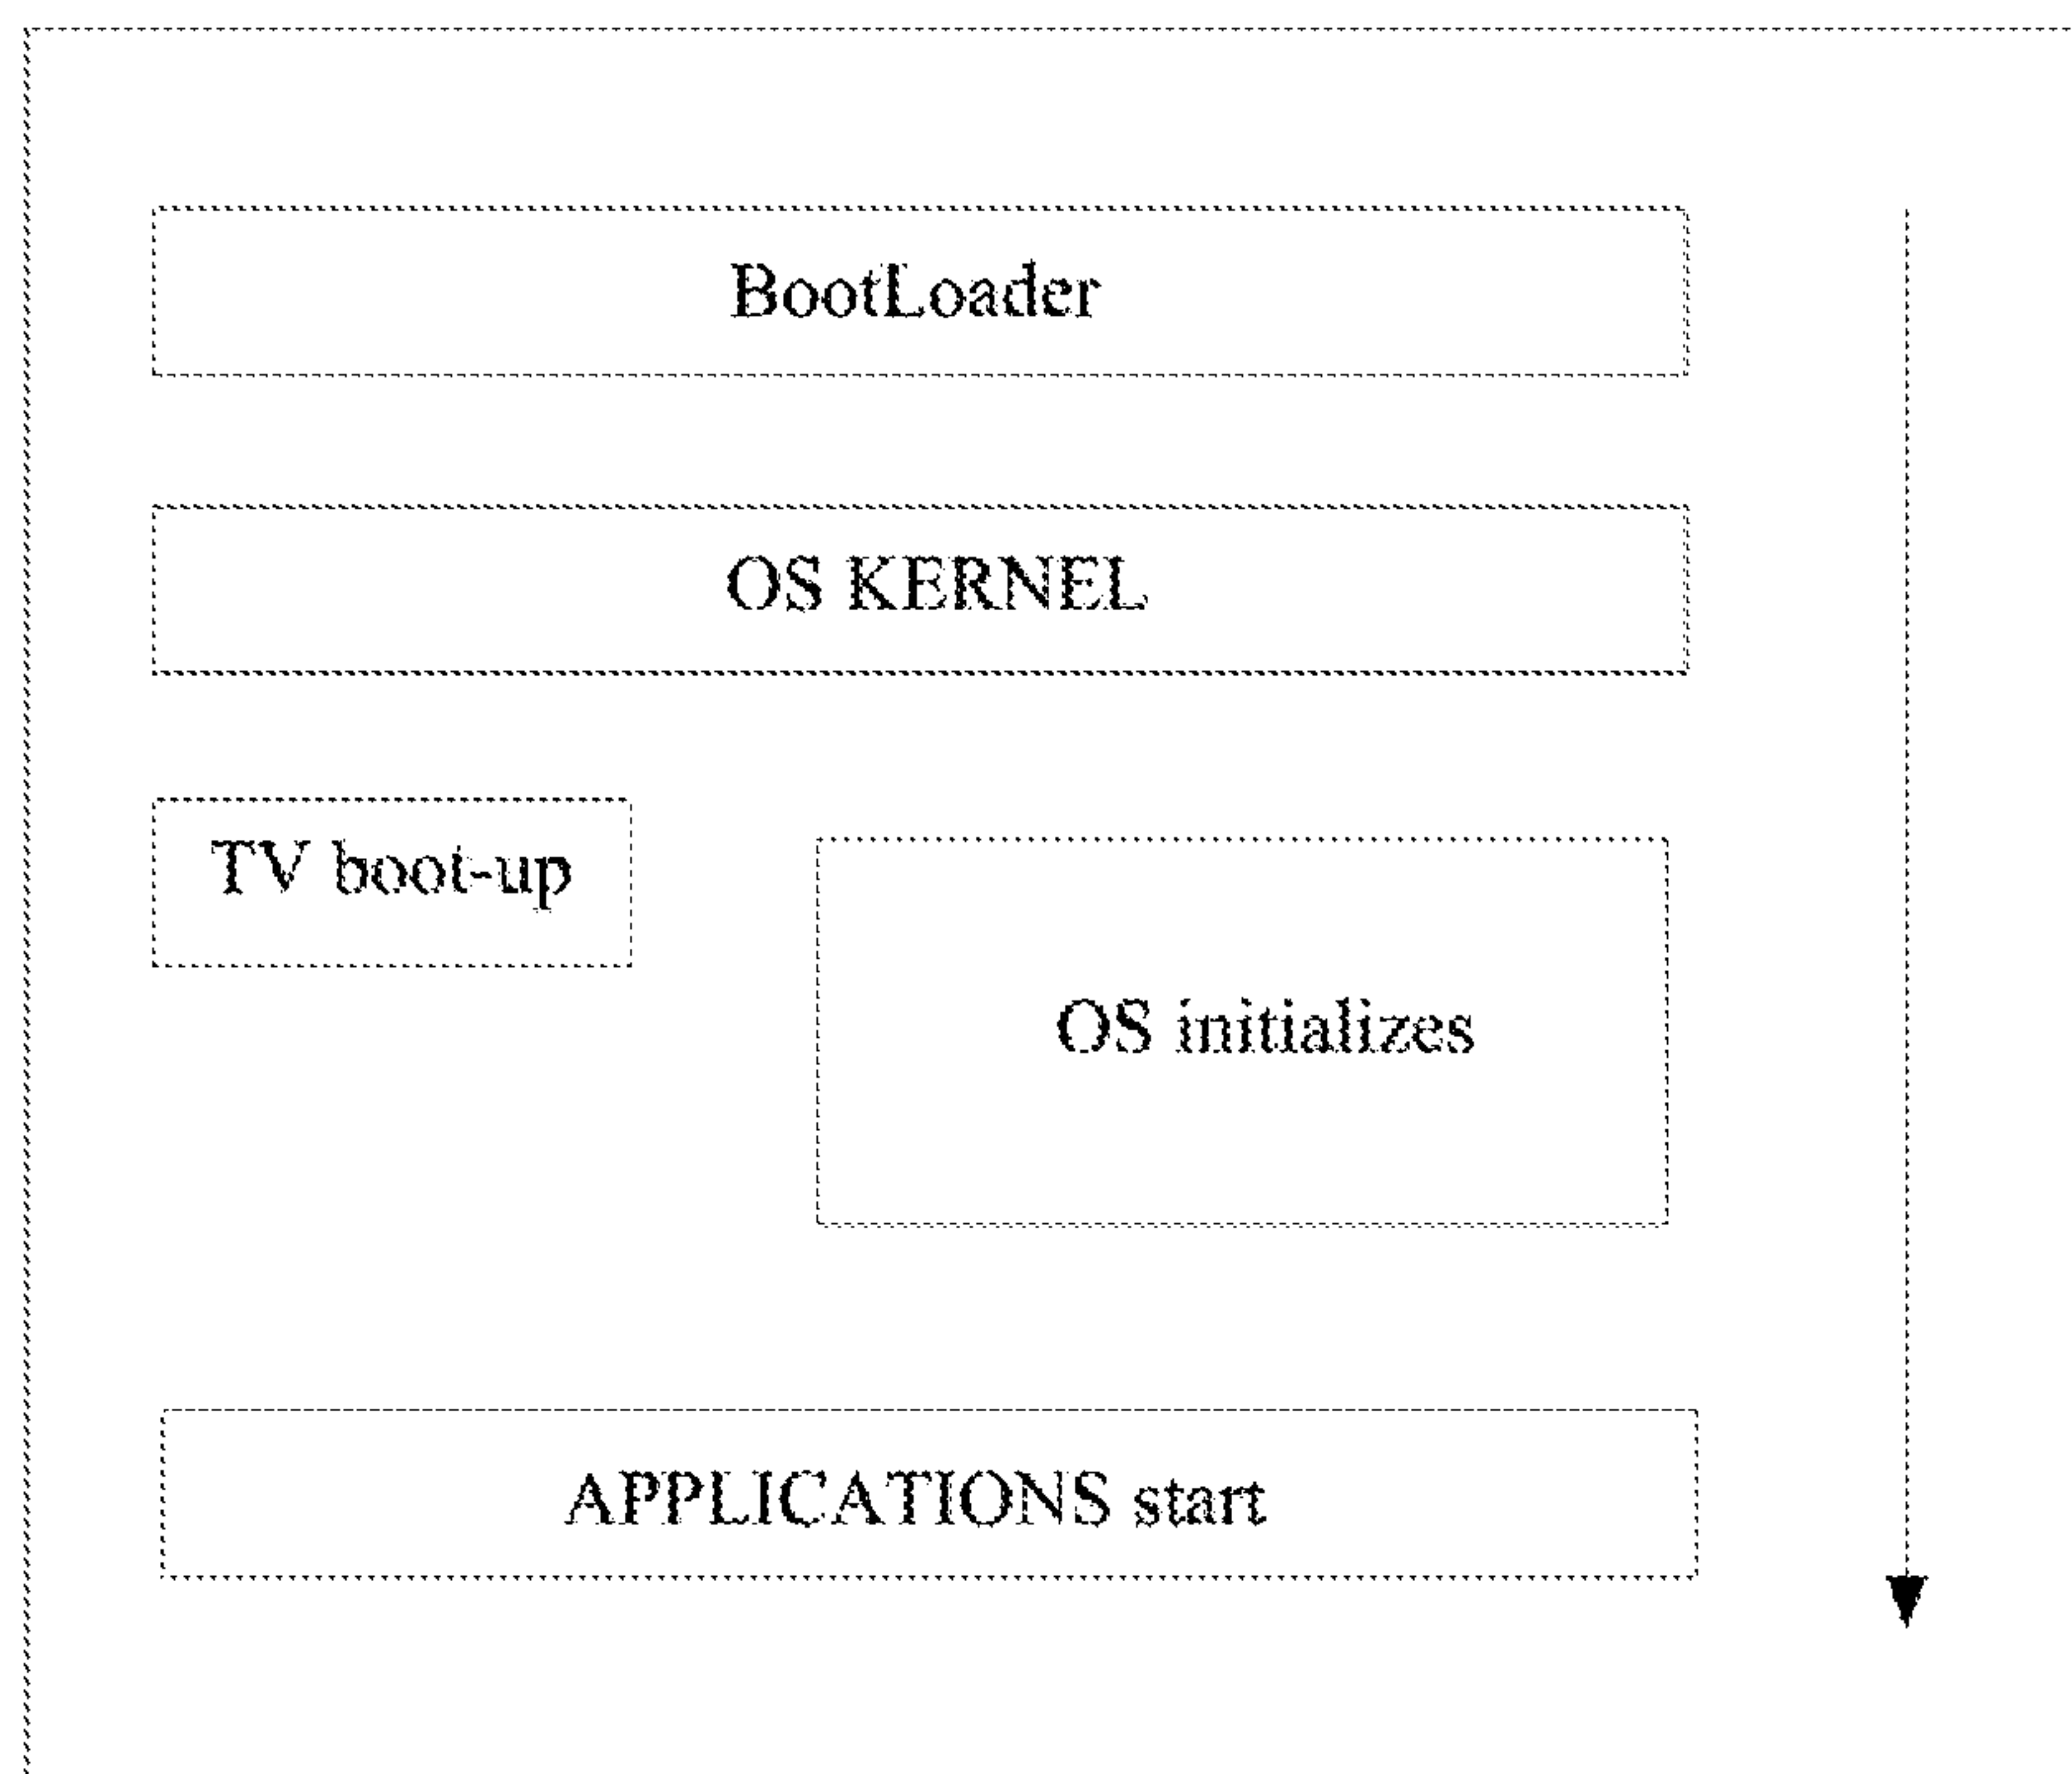 BootLoader
OS KERNEL
TV boot-up
OS initializes
APPLICATIONS start